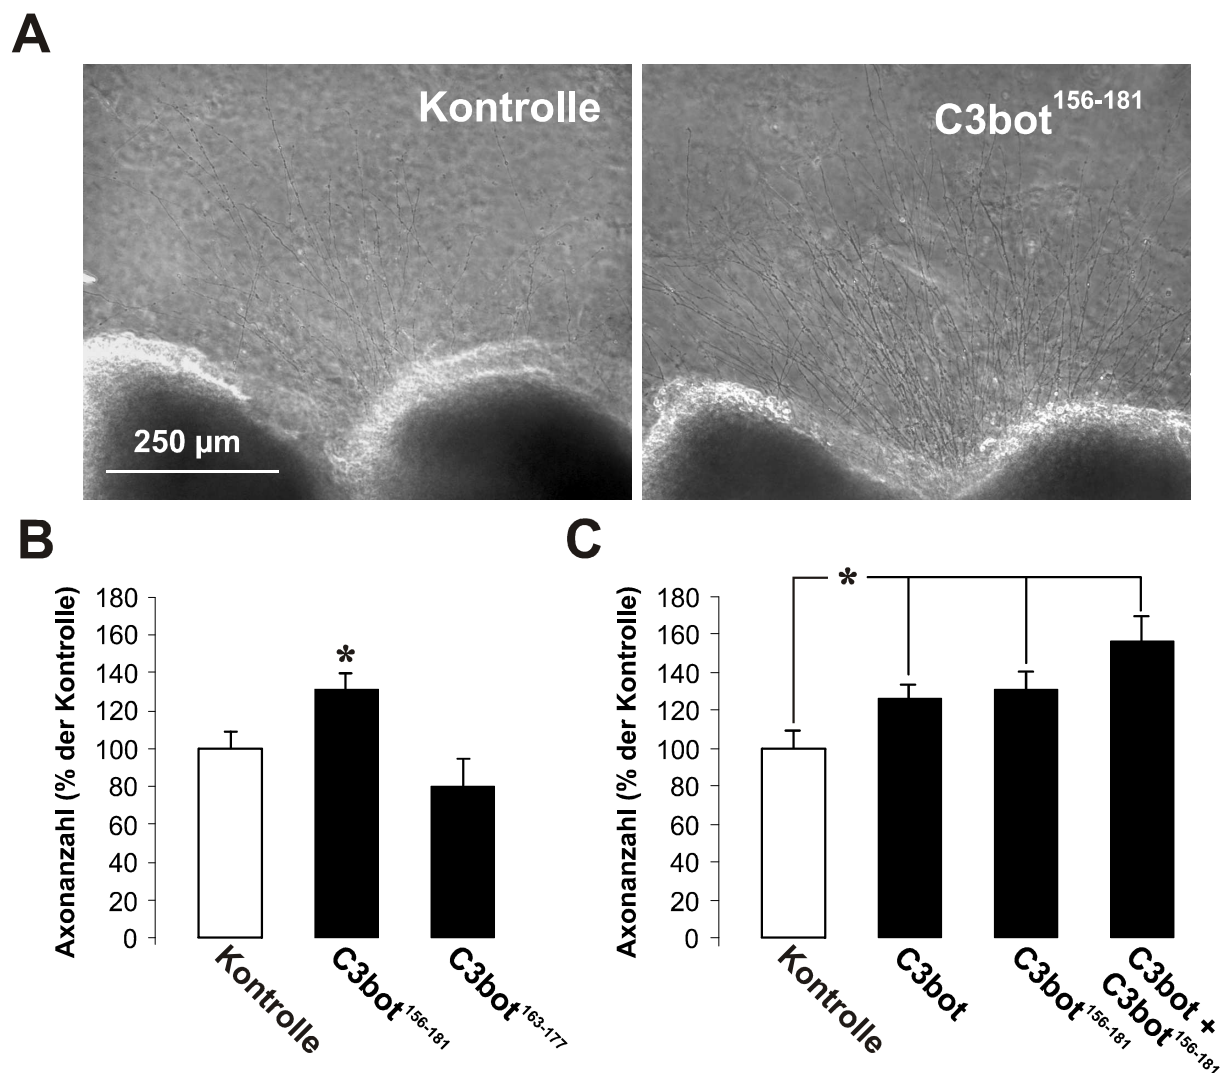 A
Kontrolle
C3bot156-181
250 µm
B
Axonanzahl (% der Kontrolle)
180
160
140
120
100
80
60
40
20
0
*
Kontrolle
C3bot156-181
C3bot163-177
C
Axonanzahl (% der Kontrolle)
180
160
140
120
100
80
60
40
20
0
*
Kontrolle
C3bot
C3bot156-181
C3bot +
C3bot156-181